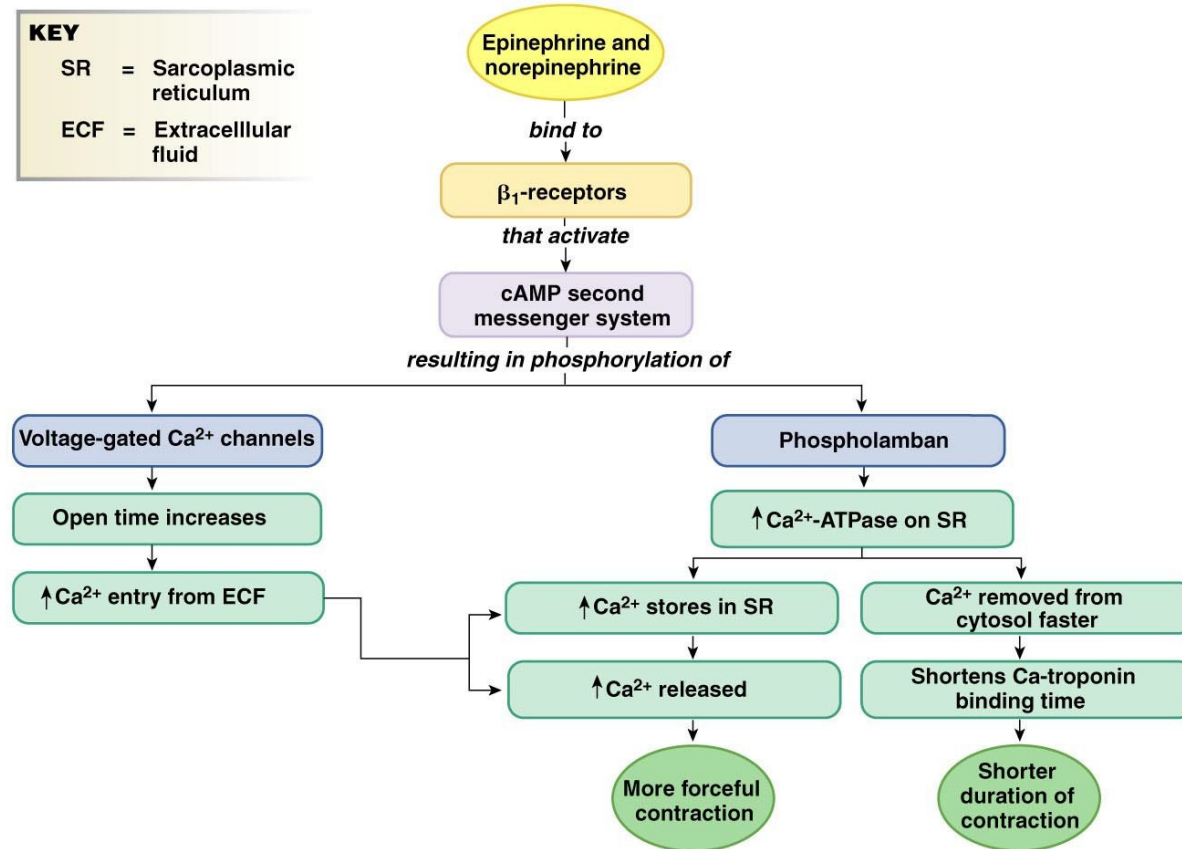 KEY
SR = Sarcoplasmic
reticulum
ECF = Extracelllular
fluid
Epinephrine and
norepinephrine
bind to
β₁-receptors
that activate
cAMP second
messenger system
resulting in phosphorylation of
Voltage-gated Ca²⁺ channels
Phospholamban
Open time increases
↑Ca²⁺-ATPase on SR
↑Ca²⁺ entry from ECF
↑Ca²⁺ stores in SR
Ca²⁺ removed from
cytosol faster
↑Ca²⁺ released
Shortens Ca-troponin
binding time
More forceful
contraction
Shorter
duration of
contraction